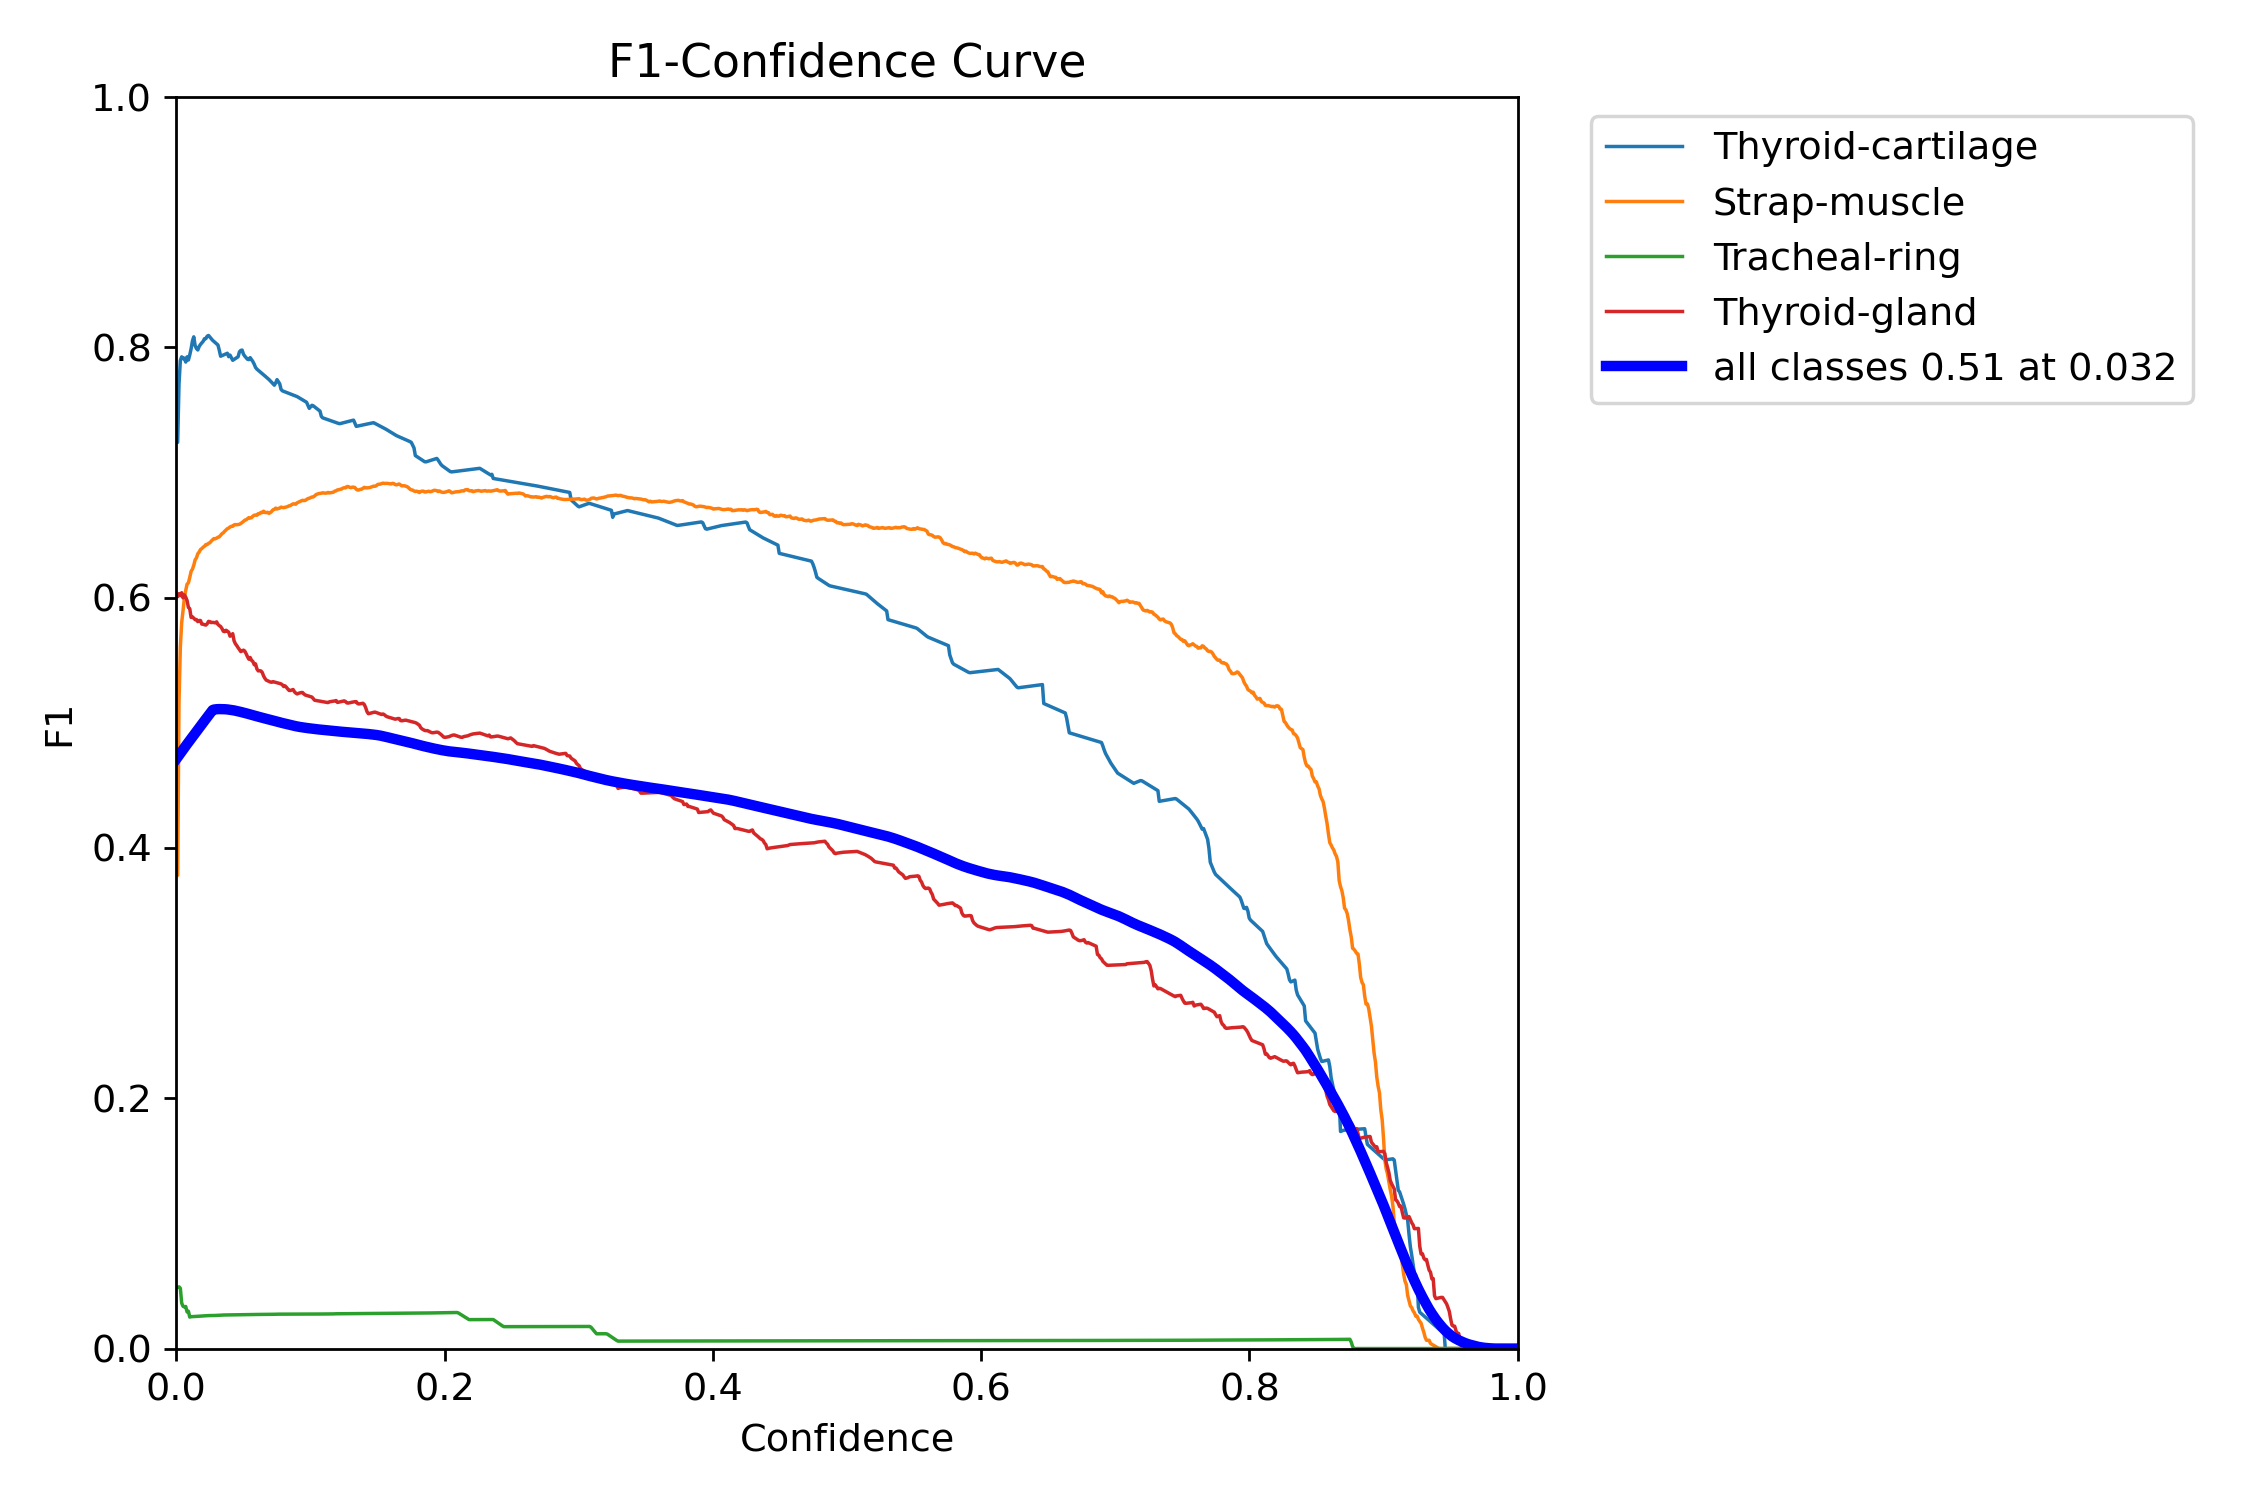 F1-Confidence Curve
1.0
0.8
0.6
0.4
0.2
0.0
F1
0.0 0.2 0.4 0.6 0.8 1.0
Confidence
Thyroid-cartilage
Strap-muscle
Tracheal-ring
Thyroid-gland
all classes 0.51 at 0.032